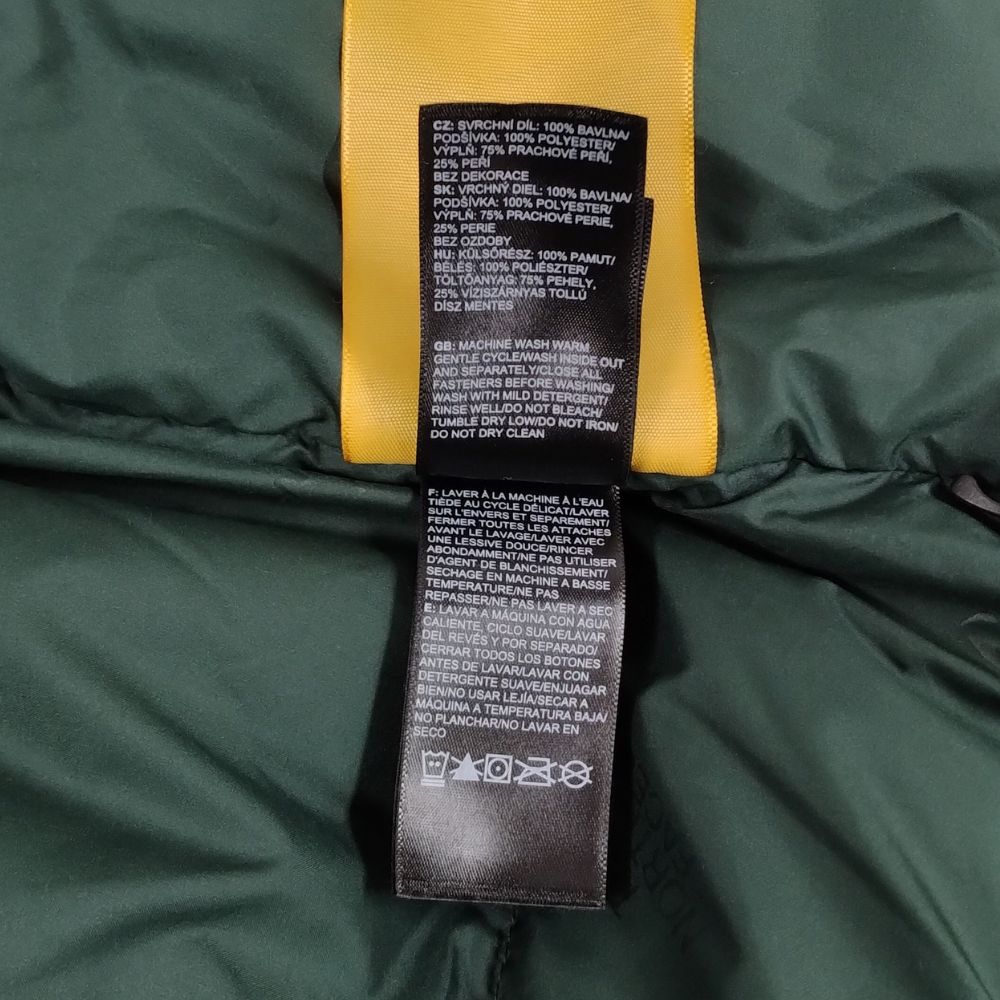 CZ: SVRCHNÍ DÍL: 100% BAVLNA/
PODŠÍVKA: 100% POLYESTER/
VÝPLŇ: 75% PRACHOVÉ PEŘÍ,
25% PEŘÍ
BEZ DEKORACE
SK: VRCHNÝ DIEL: 100% BAVLNA/
PODŠÍVKA: 100% POLYESTER/
VÝPLŇ: 75% PRACHOVÉ PERIE,
25% PERIE
BEZ OZDOBY
HU: KÜLSŐRÉSZ: 100% PAMUT/
BÉLÉS: 100% POLIÉSZTER/
TÖLTŐANYAG: 75% PEHELY,
25% VÍZISZÁRNYAS TOLLÚ
DÍSZ MENTES
GB: MACHINE WASH WARM
GENTLE CYCLE/WASH INSIDE OUT
AND SEPARATELY/CLOSE ALL
FASTENERS BEFORE WASHING/
WASH WITH MILD DETERGENT/
RINSE WELL/DO NOT BLEACH/
TUMBLE DRY LOW/DO NOT IRON/
DO NOT DRY CLEAN
F: LAVER À LA MACHINE À L'EAU
TIÈDE AU CYCLE DÉLICAT/LAVER
SUR L'ENVERS ET SEPAREMENT/
FERMER TOUTES LES ATTACHES
AVANT LE LAVAGE/LAVER AVEC
UNE LESSIVE DOUCE/RINCER
ABONDAMMENT/NE PAS UTILISER
D'AGENT DE BLANCHISSEMENT/
SECHAGE EN MACHINE A BASSE
TEMPERATURE/NE PAS
REPASSER/NE PAS LAVER A SEC
E: LAVAR A MÁQUINA CON AGUA
CALIENTE, CICLO SUAVE/LAVAR
DEL REVÉS Y POR SEPARADO/
CERRAR TODOS LOS BOTONES
ANTES DE LAVAR/LAVAR CON
DETERGENTE SUAVE/ENJUAGAR
BIEN/NO USAR LEJÍA/SECAR A
MÁQUINA A TEMPERATURA BAJA/
NO PLANCHAR/NO LAVAR EN
SECO